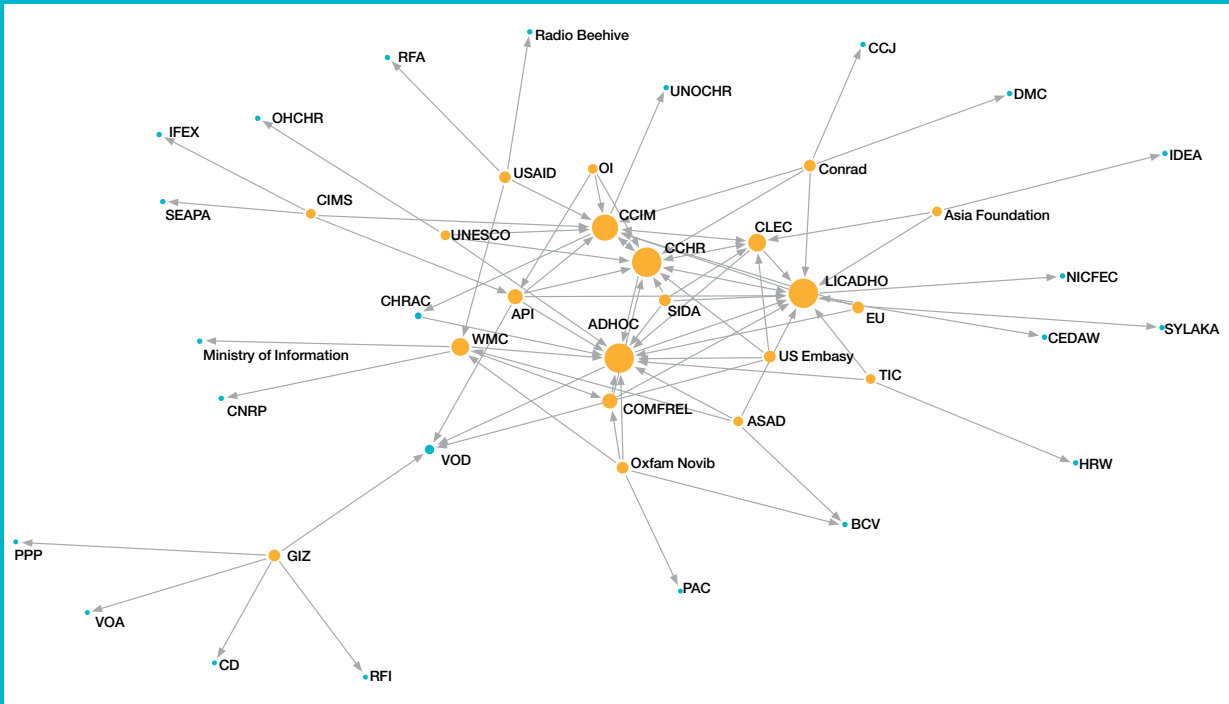 Radio Beehive
CCJ
RFA
UNOCHR
DMC
OHCHR
IFEX
IDEA
OI
USAID
Conrad
CIMS
SEAPA
CCIM
Asia Foundation
CLEC
UNESCO
CCHR
NICFEC
LICADHO
CHRAC
API
SIDA
EU
ADHOC
SYLAKA
CEDAW
WMC
Ministry of Information
US Embasy
TIC
CNRP
COMFREL
ASAD
VOD
Oxfam Novib
HRW
BCV
PPP
GIZ
PAC
VOA
CD
RFI